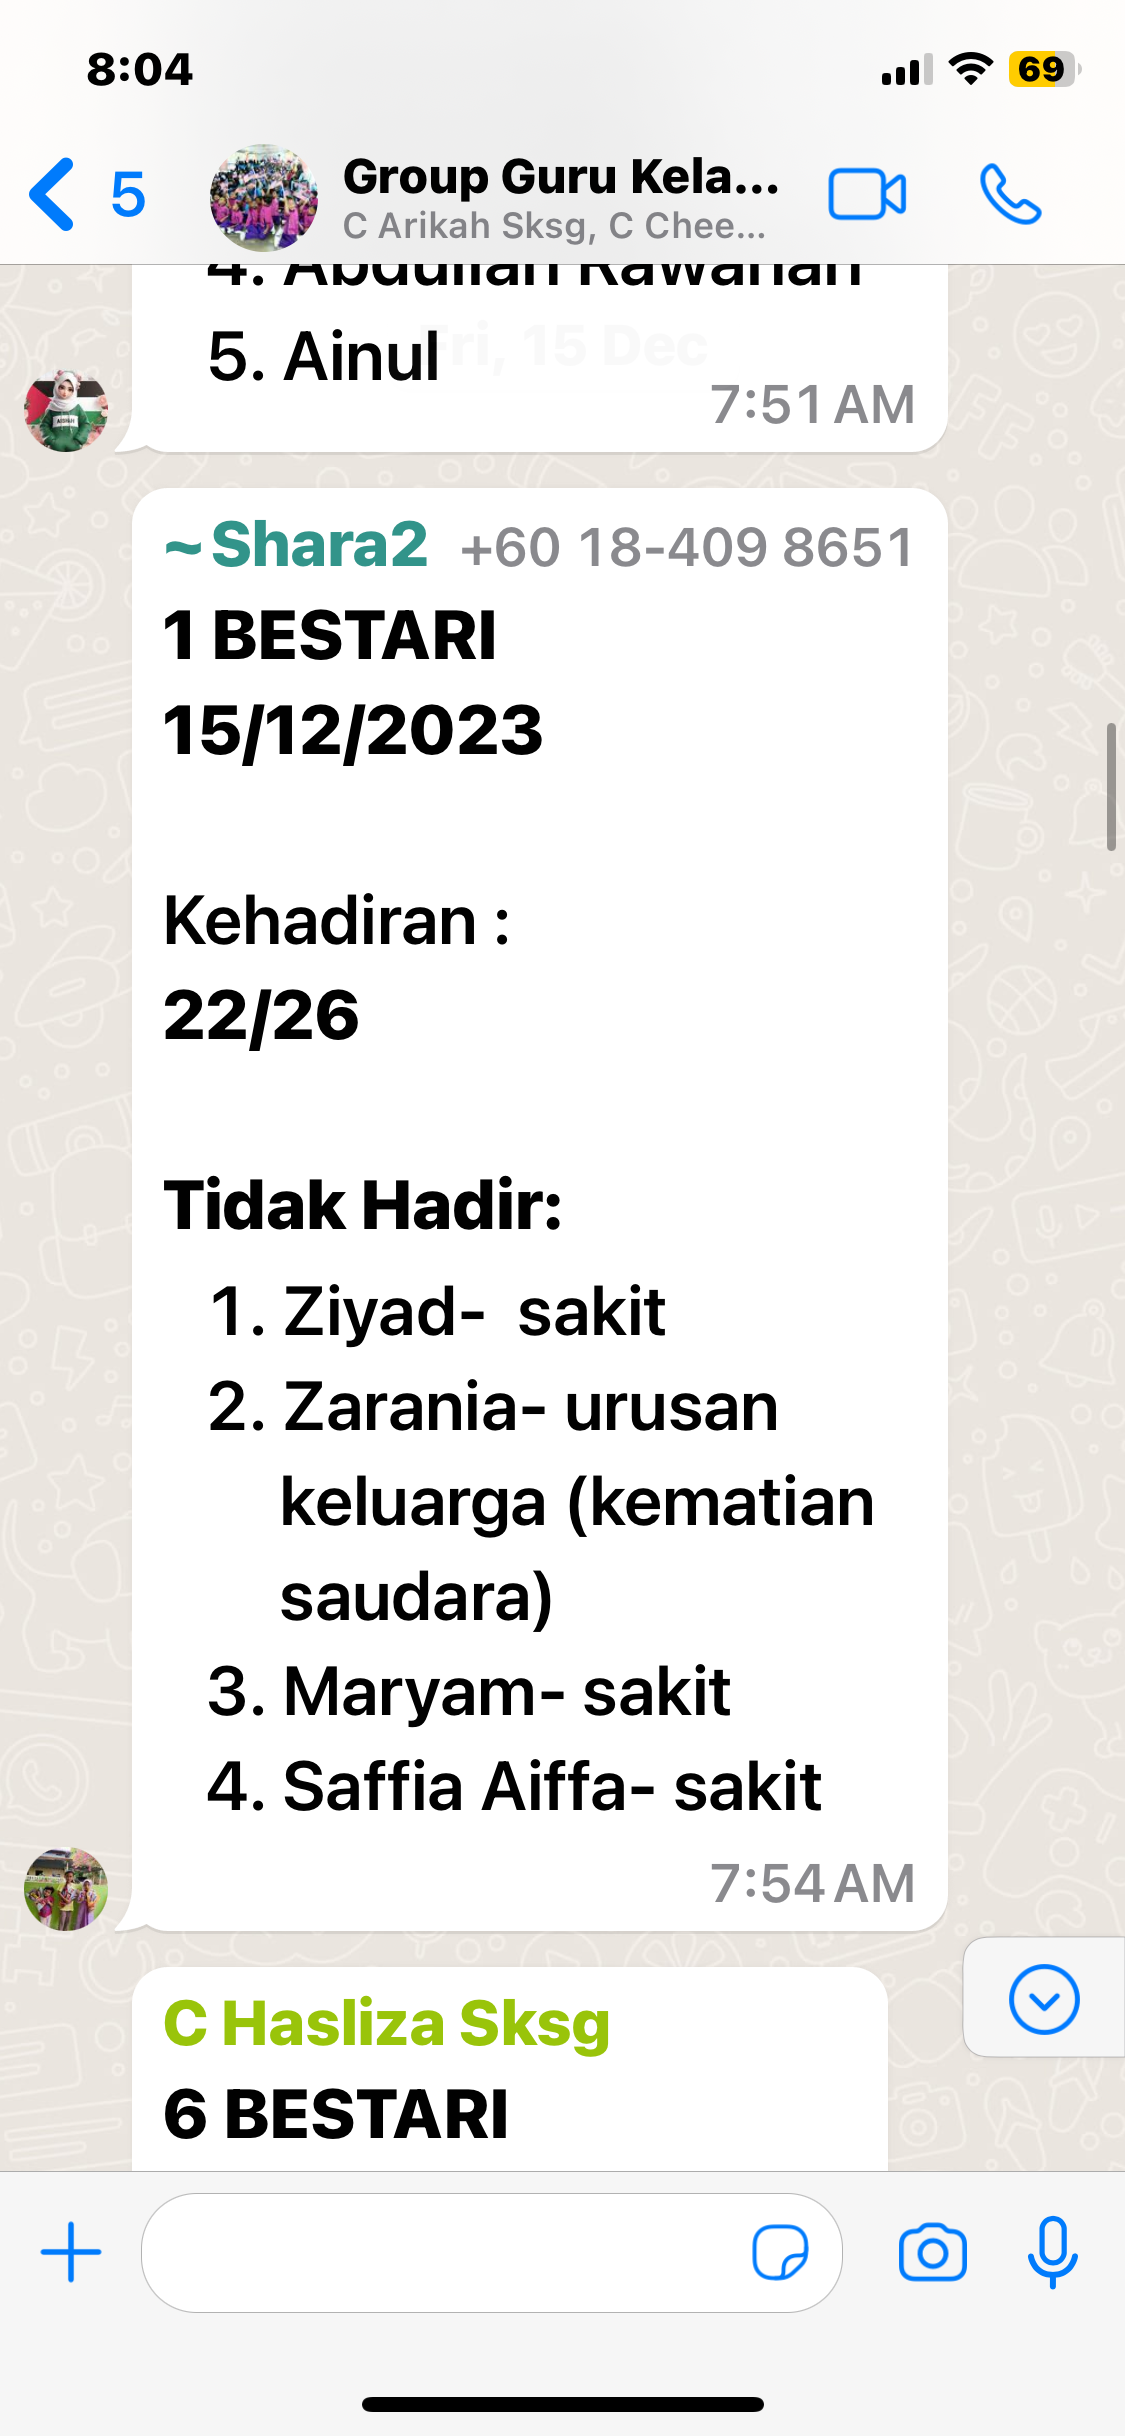 8:04
69
5
Group Guru Kela...
C Arikah Sksg, C Chee...
4. Abdullah Rawahah
5. Ainul
Fri, 15 Dec
7:51 AM
~Shara2 +60 18-409 8651
1 BESTARI
15/12/2023
Kehadiran :
22/26
Tidak Hadir:
1. Ziyad- sakit
2. Zarania- urusan
keluarga (kematian
saudara)
3. Maryam- sakit
4. Saffia Aiffa- sakit
7:54 AM
C Hasliza Sksg
6 BESTARI